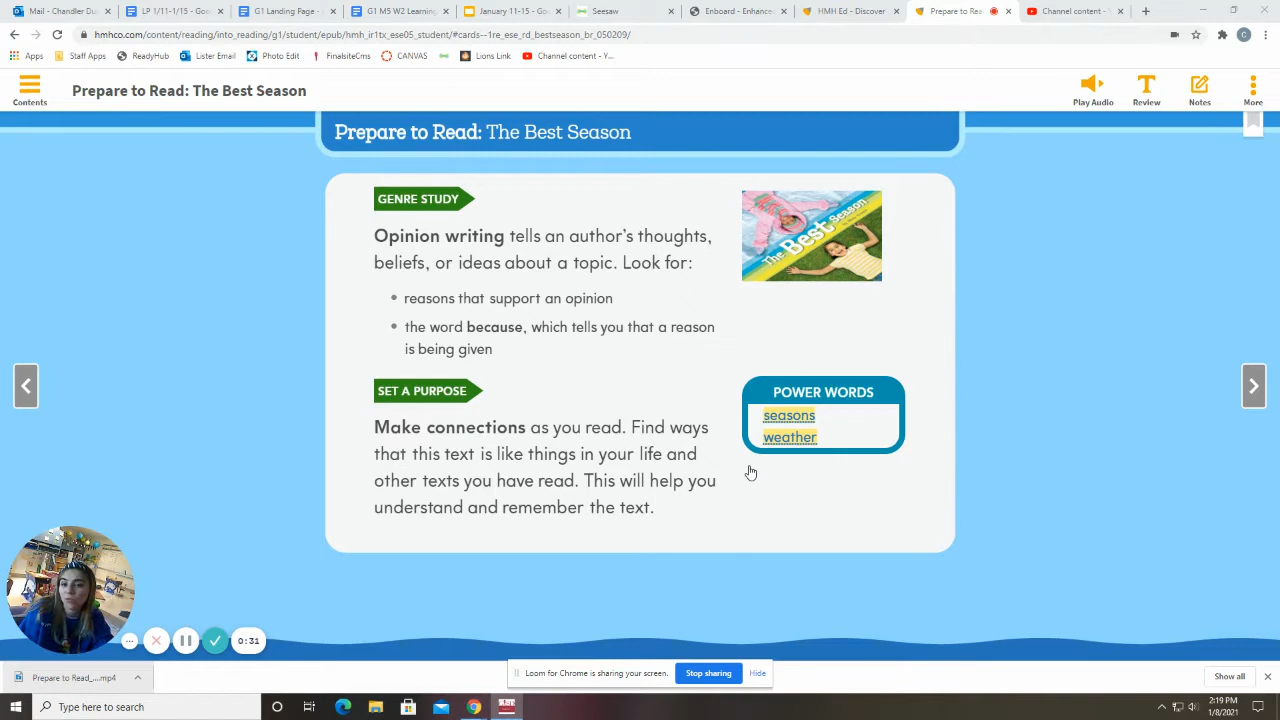 Mail - Chandler Du
LP 1/11-1/15 - Goo
G1 Landing Page -
G1 M5 W2 Learning
January 11-15 - Go
Seesaw
Enboard - Enhance
HMH Ed - Discover
Prepare to Rea
Channel content - Y
hmhco.com/content/reading/into_reading/g1/student/epub/hmh_ir1tx_ese05_student/#cards--1re_ese_rd_bestseason_br_050209/
Apps
Staff Apps
ReadyHub
Lister Email
Photo Edit
FinalsiteCms
CANVAS
Lions Link
Channel content - Y...
Contents
Prepare to Read: The Best Season
Play Audio
Review
Notes
More
Prepare to Read: The Best Season
GENRE STUDY
Opinion writing tells an author's thoughts,
beliefs, or ideas about a topic. Look for:
• reasons that support an opinion
• the word because, which tells you that a reason
is being given
The Best Season
SET A PURPOSE
Make connections as you read. Find ways
that this text is like things in your life and
other texts you have read. This will help you
understand and remember the text.
POWER WORDS
seasons
weather
0:31
Prepare to Read_....mp4
Loom for Chrome is sharing your screen.
Stop sharing
Hide
Show all
Type here to search
2:19 PM
1/8/2021